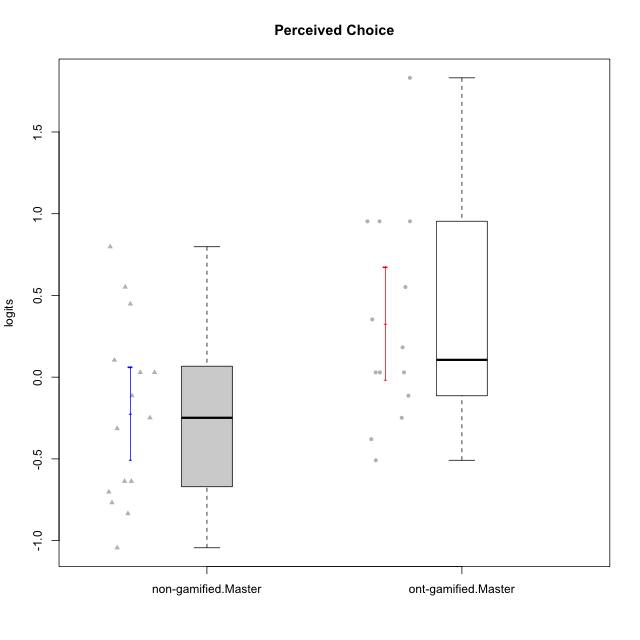 Perceived Choice
logits
1.5
1.0
0.5
0.0
-0.5
-1.0
non-gamified.Master
ont-gamified.Master